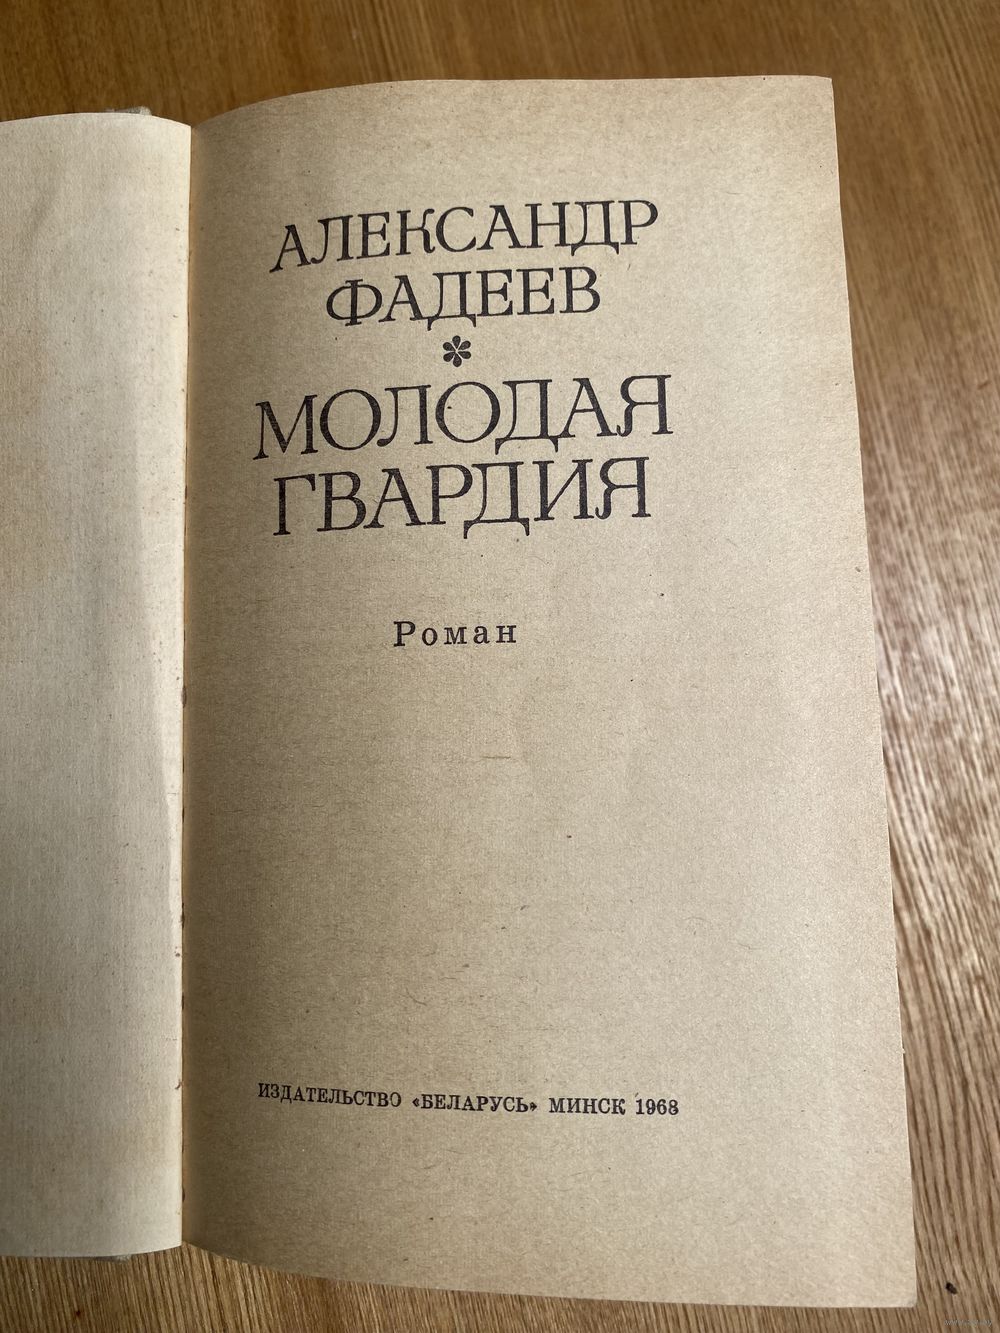 АЛЕКСАНДР
ФАДЕЕВ
*
МОЛОДАЯ
ГВАРДИЯ
Роман
ИЗДАТЕЛЬСТВО «БЕЛАРУСЬ» МИНСК 1968